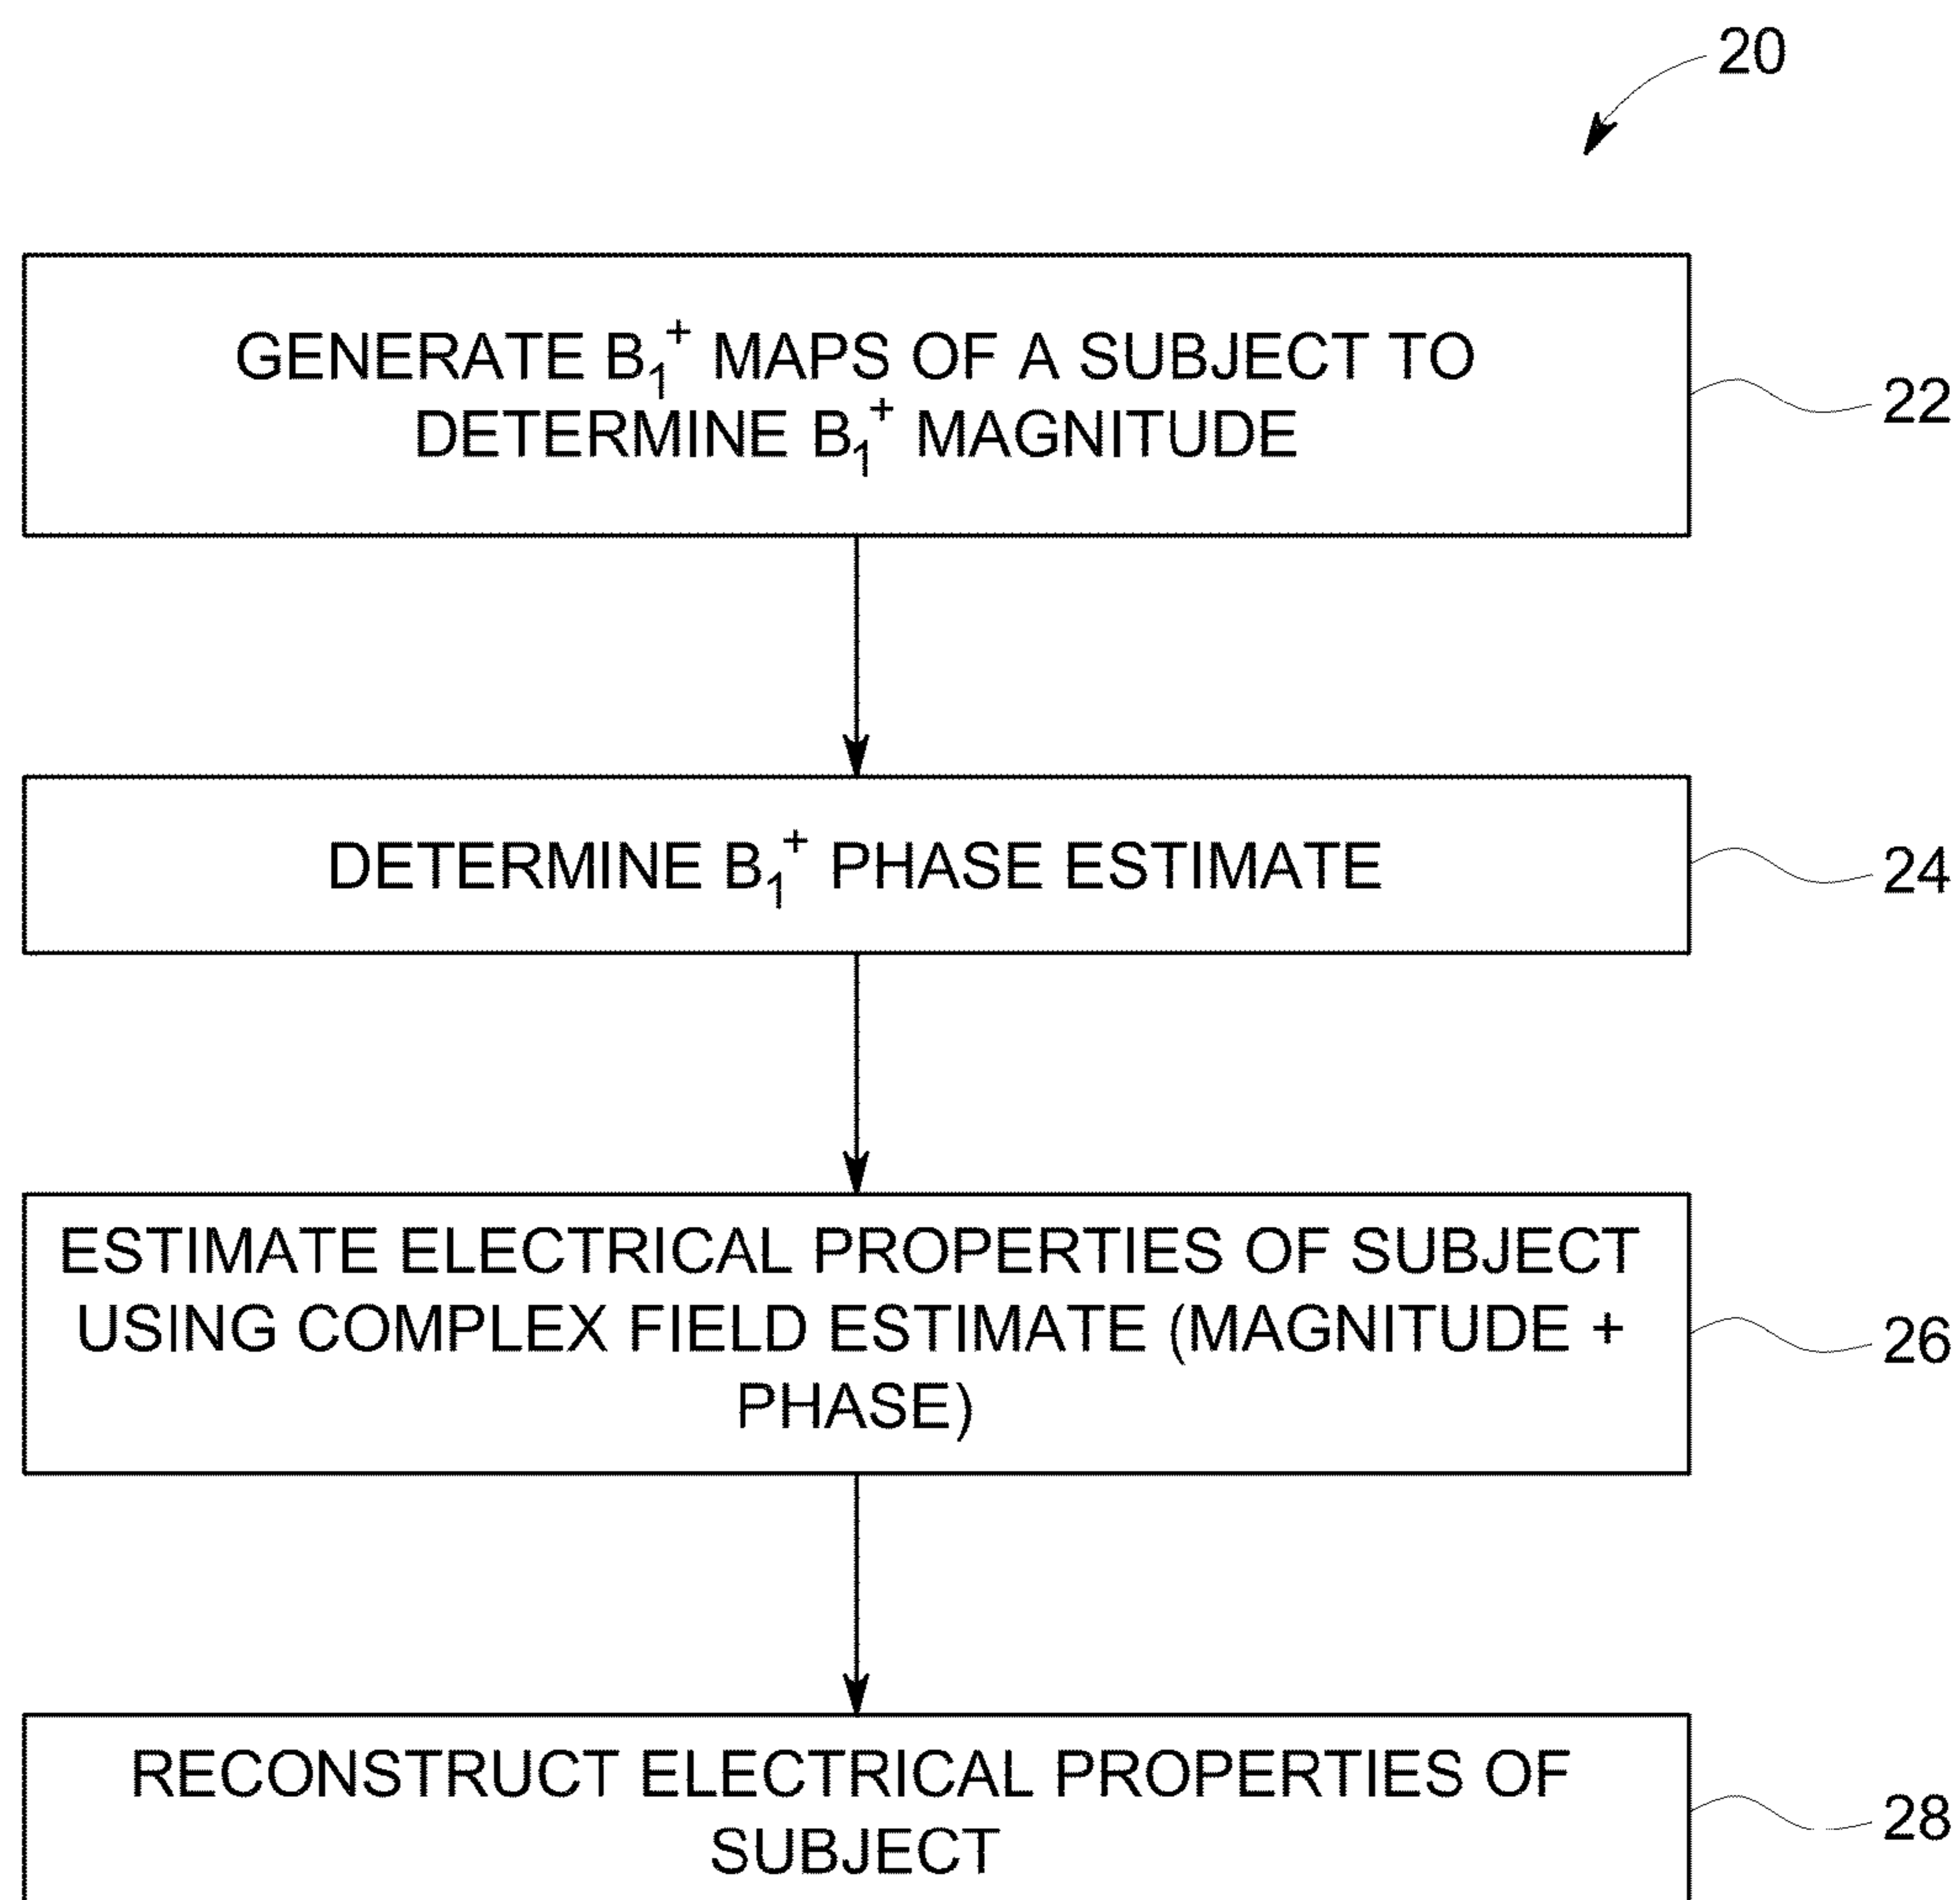 20
GENERATE B₁⁺ MAPS OF A SUBJECT TO
DETERMINE B₁⁺ MAGNITUDE
22
DETERMINE B₁⁺ PHASE ESTIMATE
24
ESTIMATE ELECTRICAL PROPERTIES OF SUBJECT
USING COMPLEX FIELD ESTIMATE (MAGNITUDE +
PHASE)
26
RECONSTRUCT ELECTRICAL PROPERTIES OF
SUBJECT
28